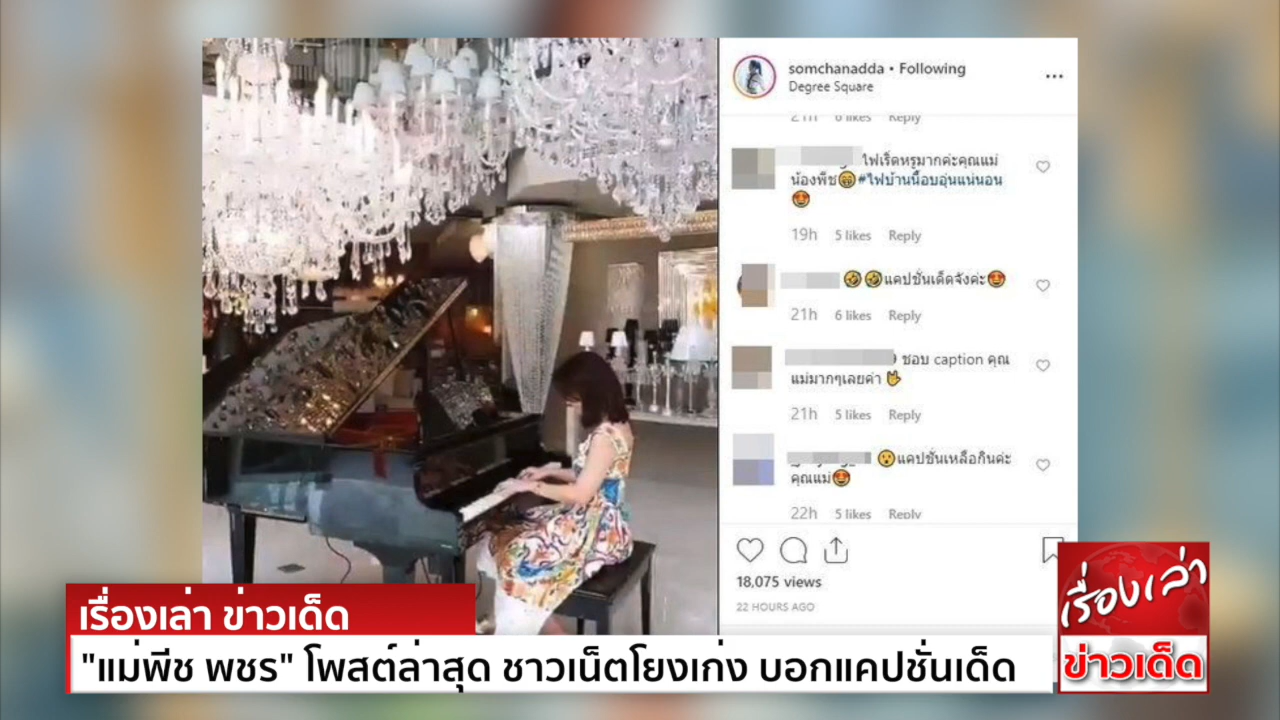 somchanadda • Following
Degree Square
21h 6 likes Reply
ไฟเริ่ดหรูมากค่ะคุณแม่
น้องพีช😁#ไฟบ้านนี้อบอุ่นแน่นอน
🤩
19h 5 likes Reply
🤣🤣แคปชั่นเด็ดจังค่ะ🤩
21h 6 likes Reply
ชอบ caption คุณ
แม่มากๆเลยค่า
21h 5 likes Reply
😮แคปชั่นเหลือกินค่ะ
คุณแม่🤩
22h 5 likes Reply
18,075 views
22 HOURS AGO
เรื่องเล่า ข่าวเด็ด
"แม่พีช พชร" โพสต์ล่าสุด ชาวเน็ตโยงเก่ง บอกแคปชั่นเด็ด
เรื่องเล่า
ข่าวเด็ด